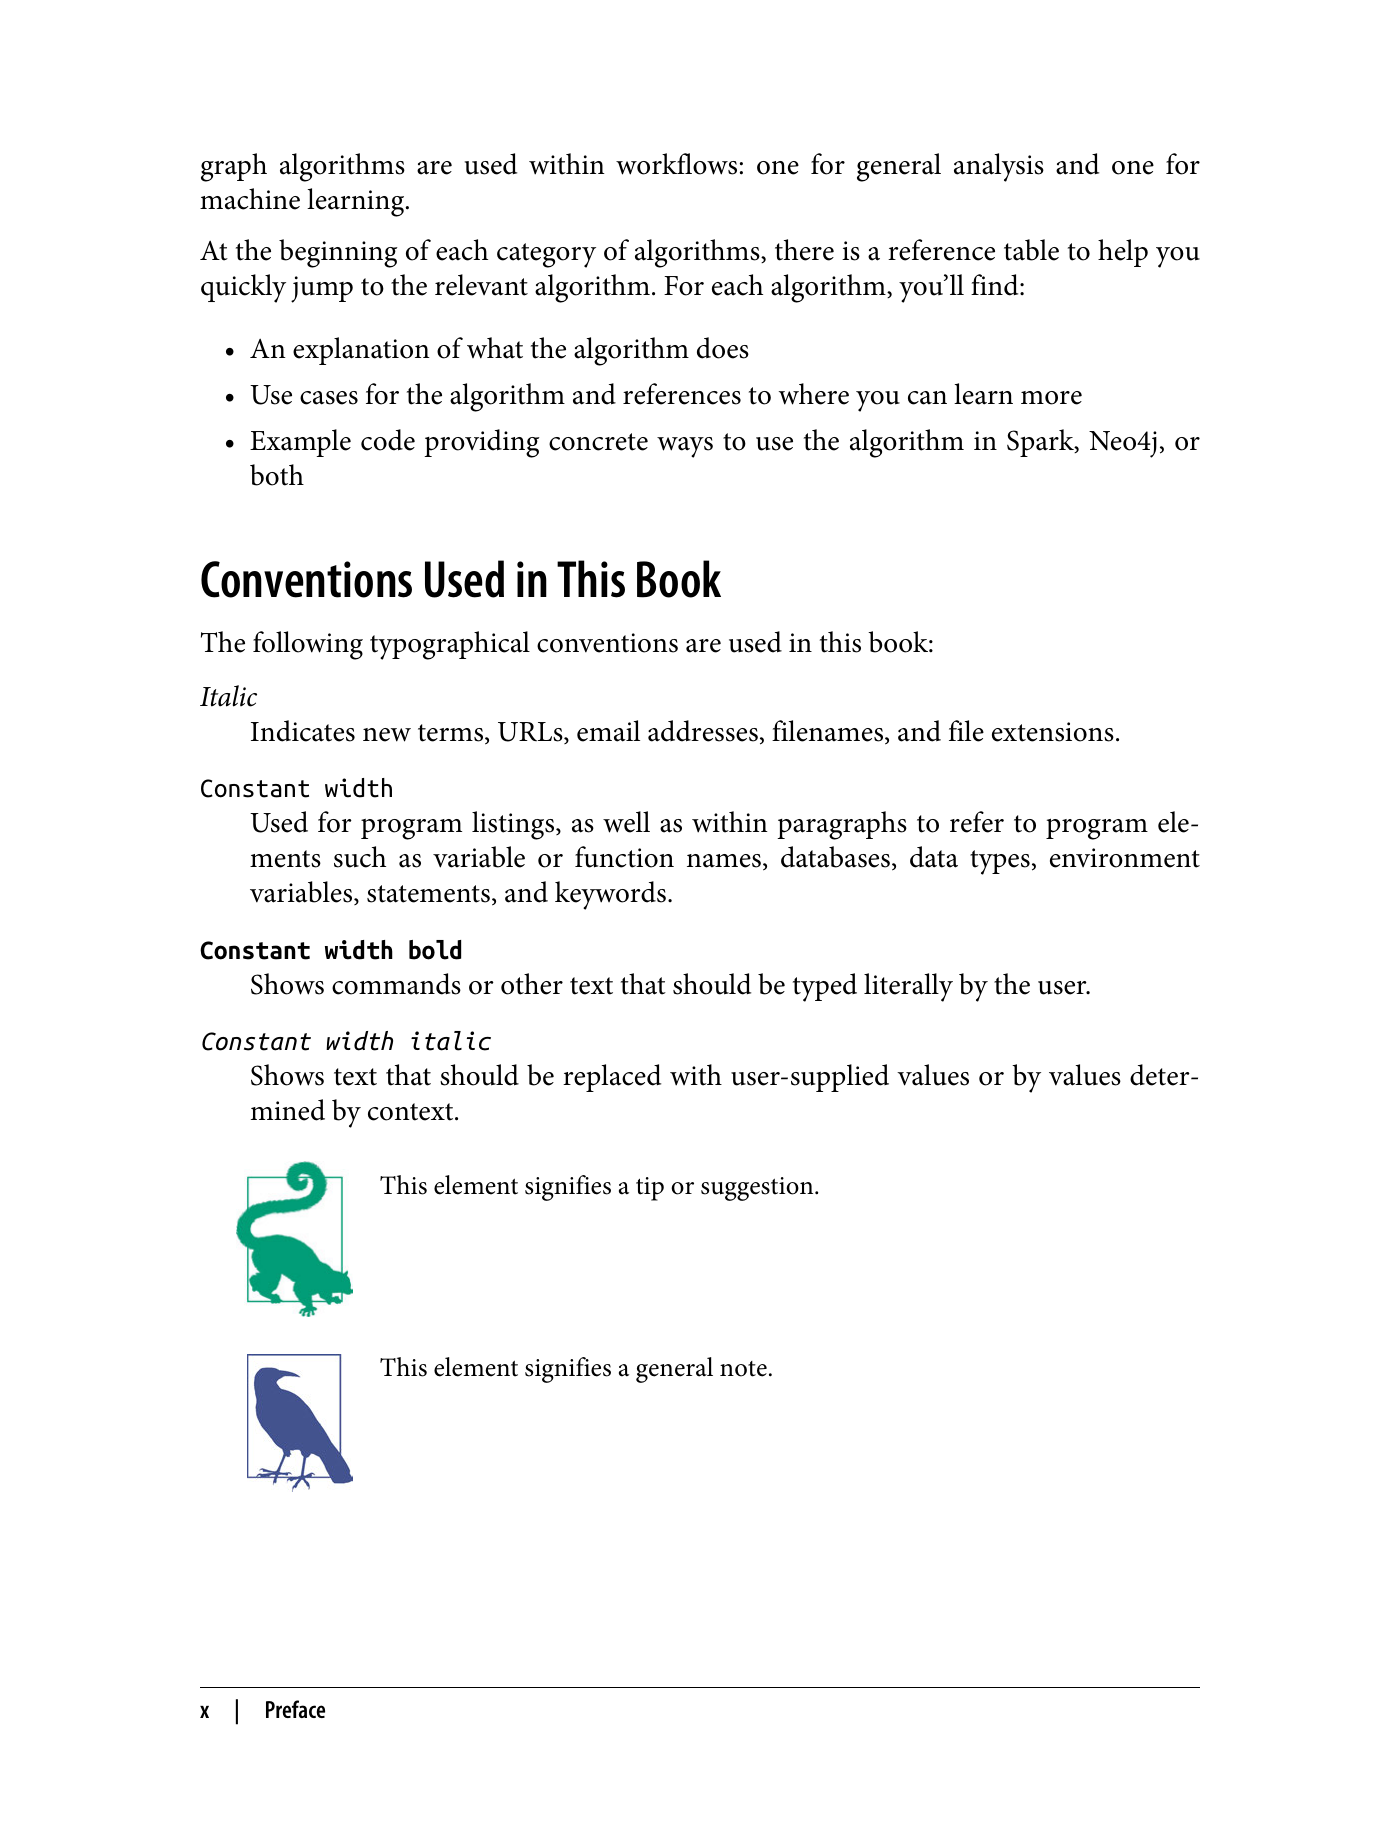 graph algorithms are used within workflows: one for general analysis and one for
machine learning.
At the beginning of each category of algorithms, there is a reference table to help you
quickly jump to the relevant algorithm. For each algorithm, you’ll find:
• An explanation of what the algorithm does
• Use cases for the algorithm and references to where you can learn more
• Example code providing concrete ways to use the algorithm in Spark, Neo4j, or
both
Conventions Used in This Book
The following typographical conventions are used in this book:
Italic
Indicates new terms, URLs, email addresses, filenames, and file extensions.
Constant width
Used for program listings, as well as within paragraphs to refer to program ele-
ments such as variable or function names, databases, data types, environment
variables, statements, and keywords.
Constant width bold
Shows commands or other text that should be typed literally by the user.
Constant width italic
Shows text that should be replaced with user-supplied values or by values deter-
mined by context.
This element signifies a tip or suggestion.
This element signifies a general note.
x | Preface